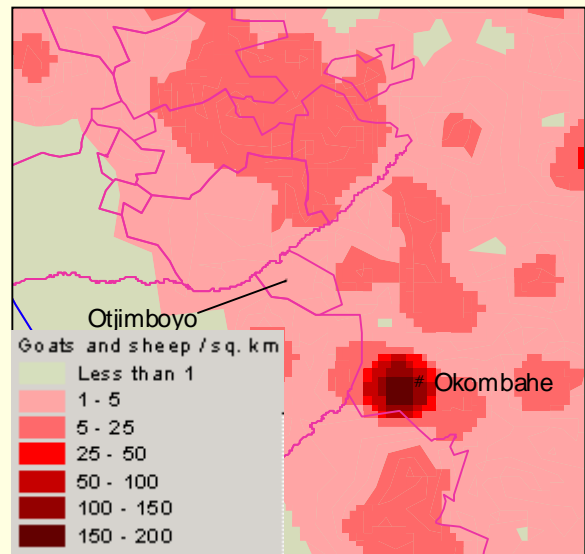 Otjimboyo
Goats and sheep / sq. km
Less than 1
1 - 5
5 - 25
25 - 50
50 - 100
100 - 150
150 - 200
Okombahe